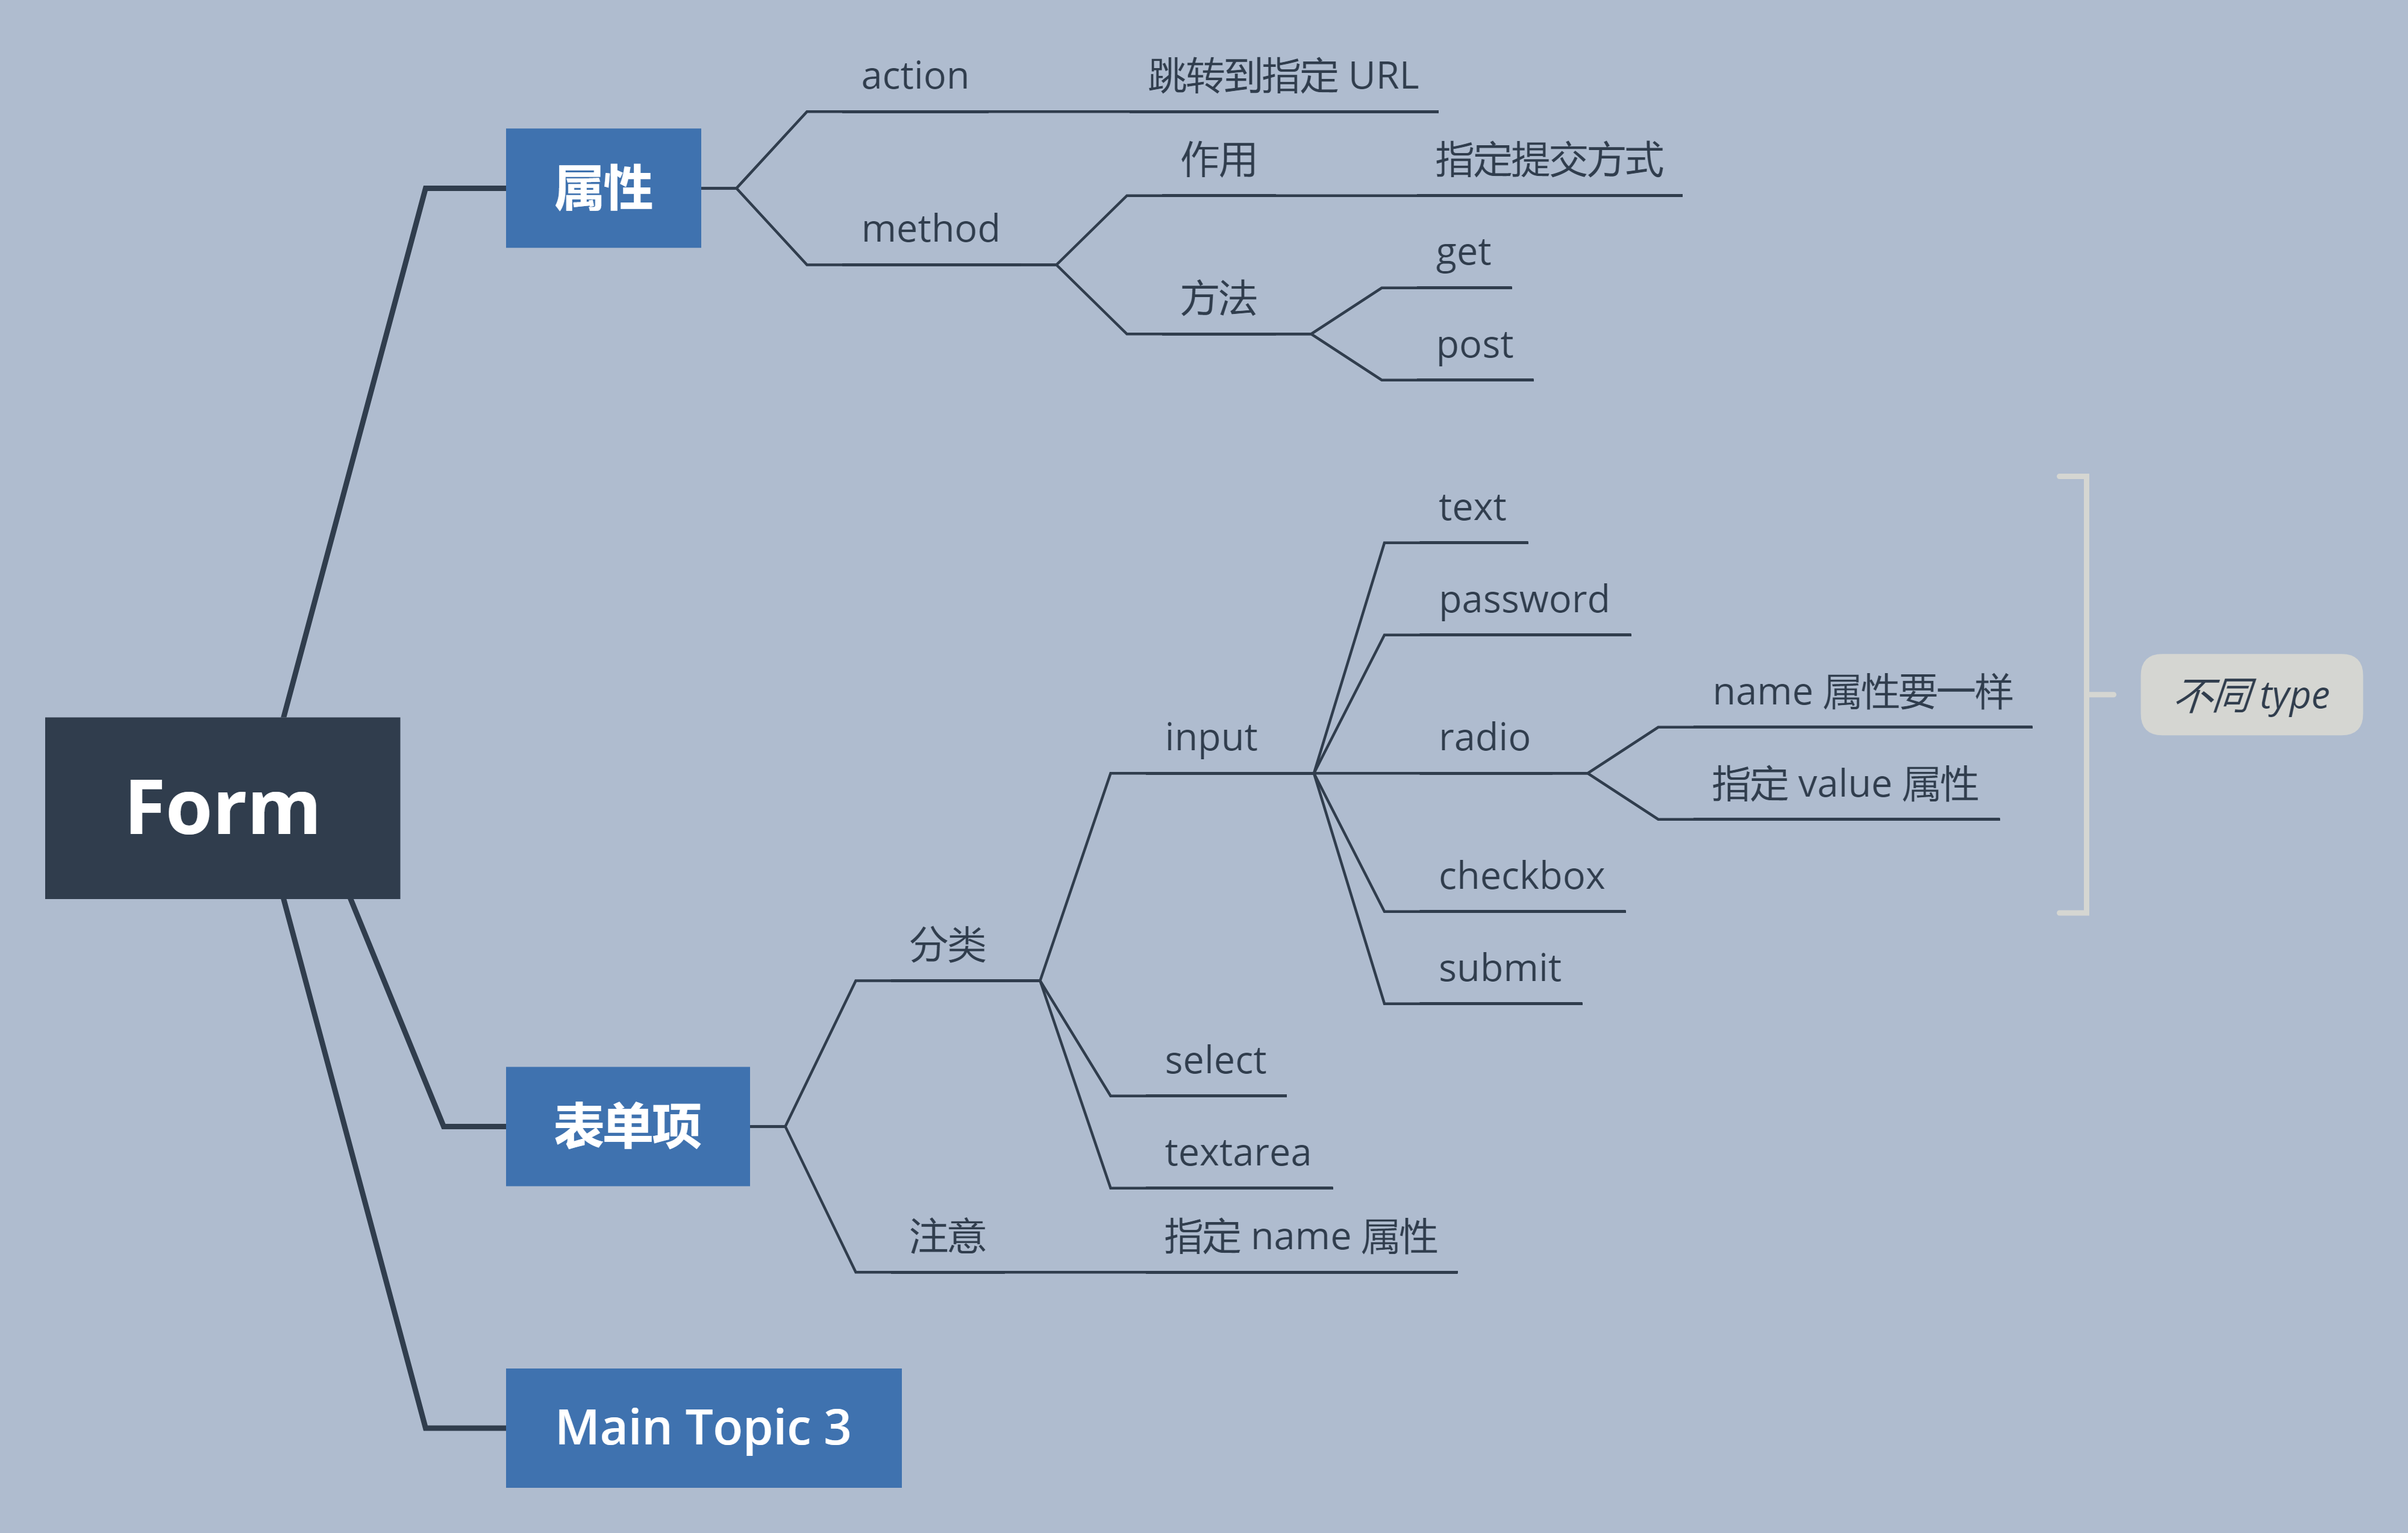 Form
属性
action
跳转到指定 URL
method
作用
指定提交方式
方法
get
post
表单项
分类
input
text
password
radio
name 属性要一样
指定 value 属性
checkbox
submit
不同 type
select
textarea
注意
指定 name 属性
Main Topic 3